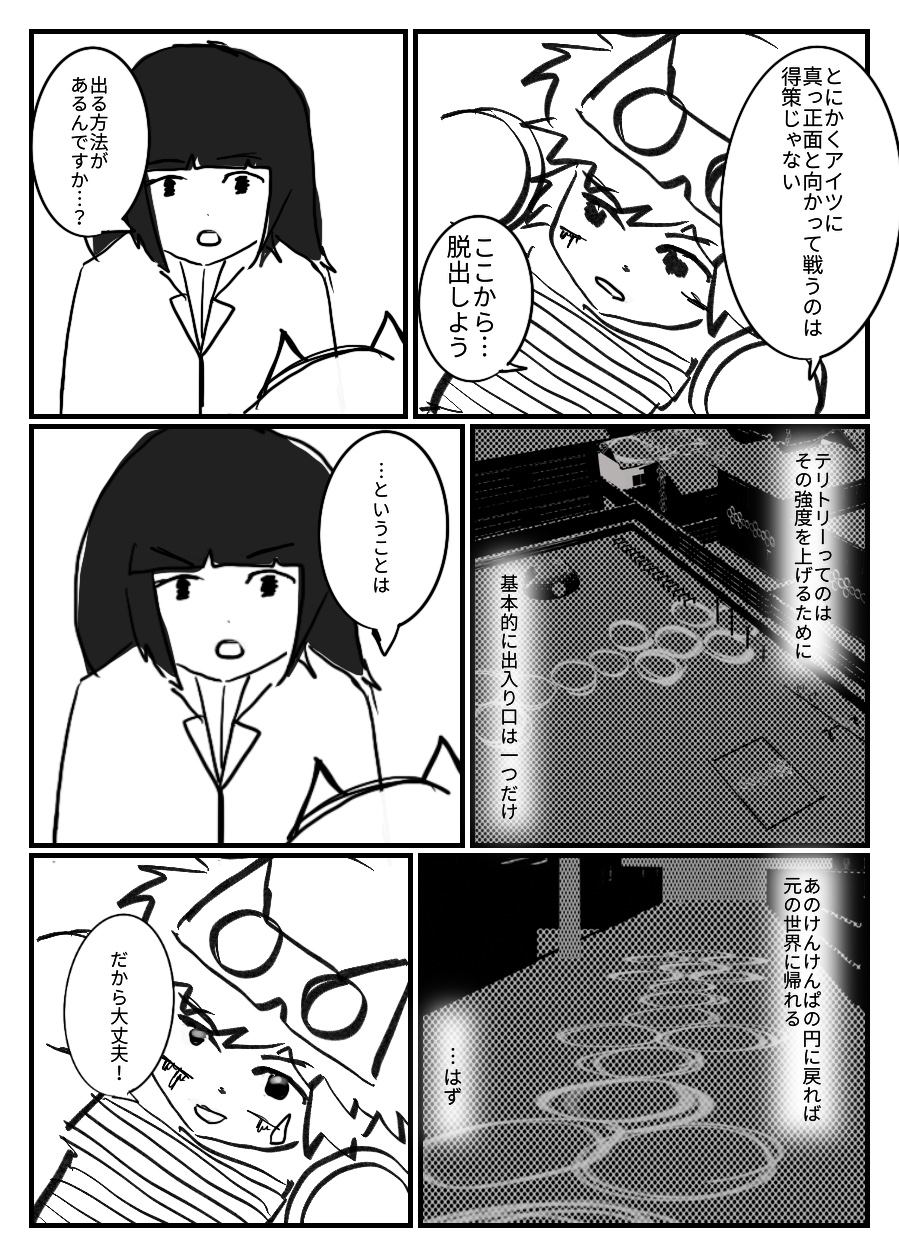 とにかくアイツに
真っ正面と向かって戦うのは
得策じゃない
ここから…
脱出しよう
出る方法が
あるんですか…？
テリトリーってのは
その強度を上げるために
基本的に出入り口は一つだけ
…ということは
あのけんけんぱの円に戻れば
元の世界に帰れる
…はず
だから大丈夫！